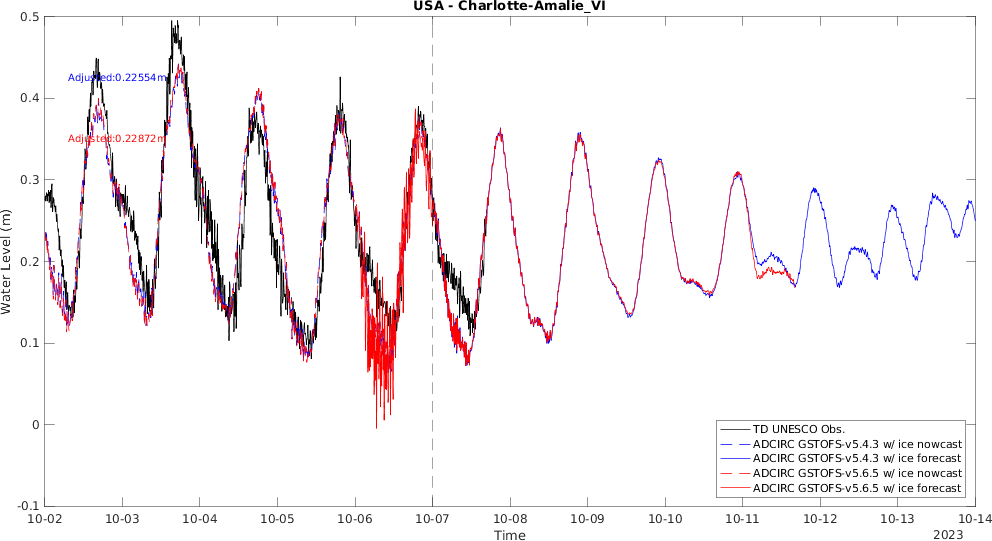 USA - Charlotte-Amalie_VI
0.5
0.4
0.3
0.2
0.1
0
-0.1
Water Level (m)
Adjusted:0.22554m
Adjusted:0.22872m
TD UNESCO Obs.
ADCIRC GSTOFS-v5.4.3 w/ ice nowcast
ADCIRC GSTOFS-v5.4.3 w/ ice forecast
ADCIRC GSTOFS-v5.6.5 w/ ice nowcast
ADCIRC GSTOFS-v5.6.5 w/ ice forecast
10-02 10-03 10-04 10-05 10-06 10-07 10-08 10-09 10-10 10-11 10-12 10-13 10-14
Time
2023